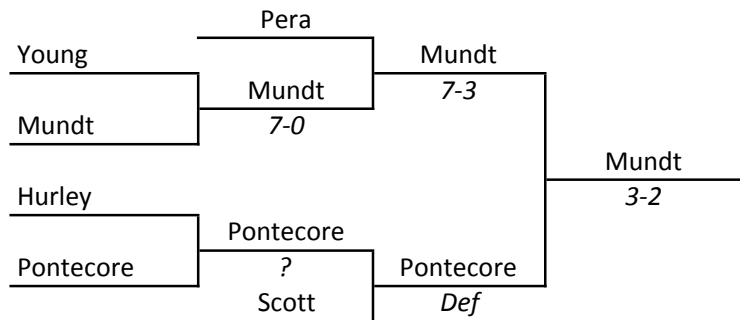 Pera
Young
Mundt
Mundt
7-3
7-0
Mundt
Mundt
3-2
Hurley
Pontecore
Pontecore
?
Pontecore
Scott
Def